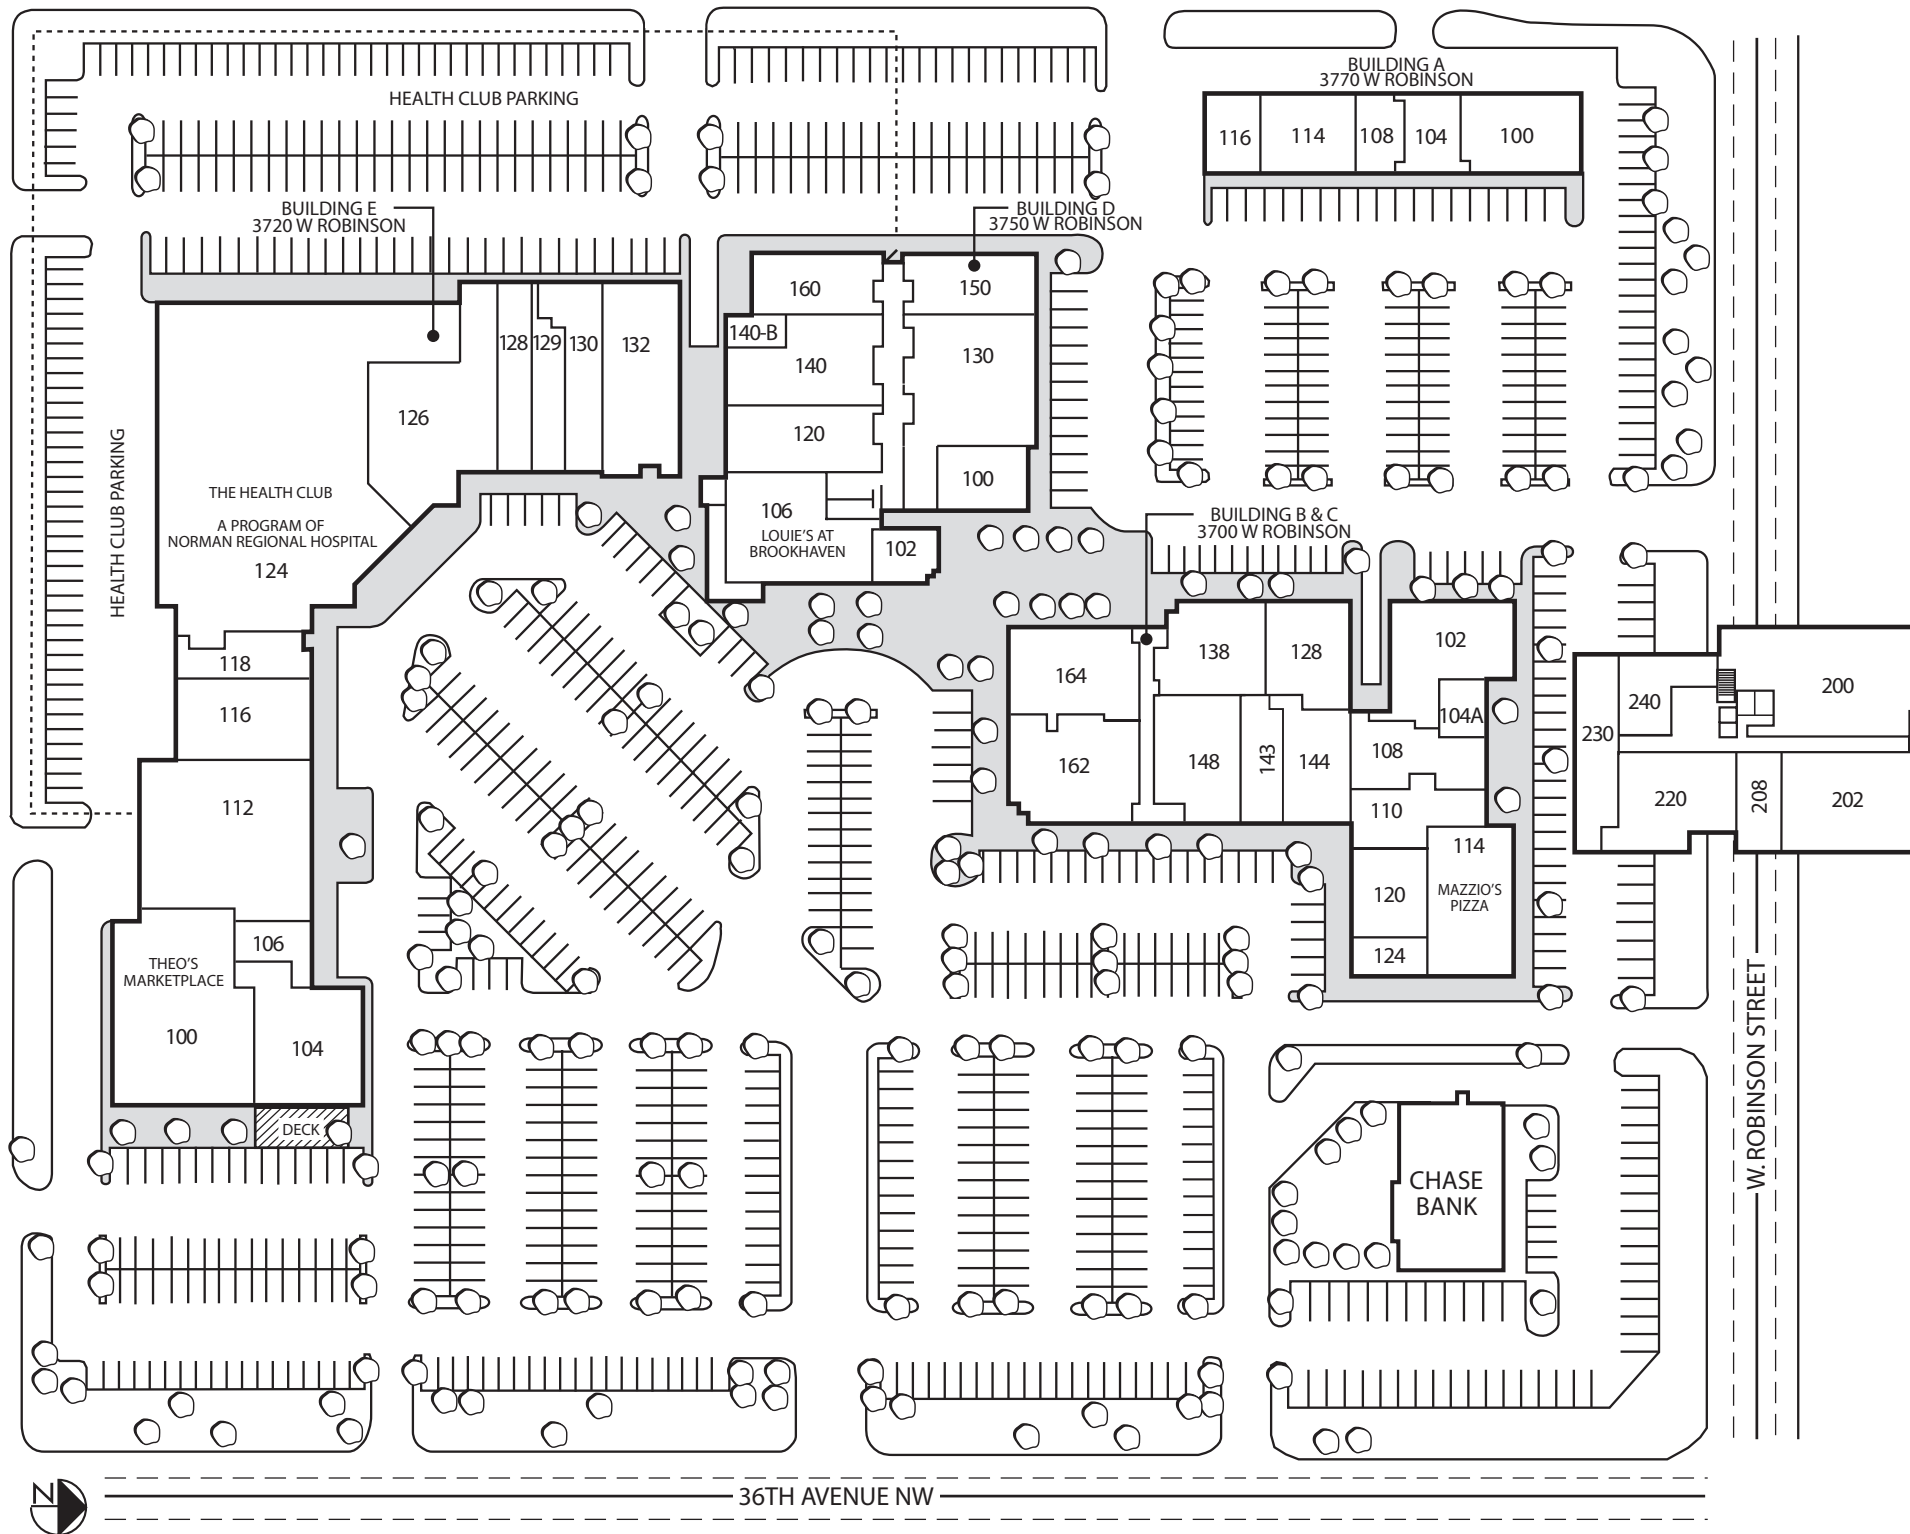 BUILDING A
3770 W ROBINSON
HEALTH CLUB PARKING
116
114
108
104
100
BUILDING E
3720 W ROBINSON
BUILDING D
3750 W ROBINSON
160
150
140-B
128
129
130
132
140
130
126
120
100
THE HEALTH CLUB
A PROGRAM OF
NORMAN REGIONAL HOSPITAL
124
HEALTH CLUB PARKING
106
LOUIE'S AT
BROOKHAVEN
102
BUILDING B & C
3700 W ROBINSON
118
116
112
164
138
128
102
104A
162
148
143
144
108
110
114
MAZZIO'S
PIZZA
120
124
200
240
230
220
208
202
THEO'S
MARKETPLACE
106
100
104
DECK
CHASE
BANK
W. ROBINSON STREET
N
36TH AVENUE NW